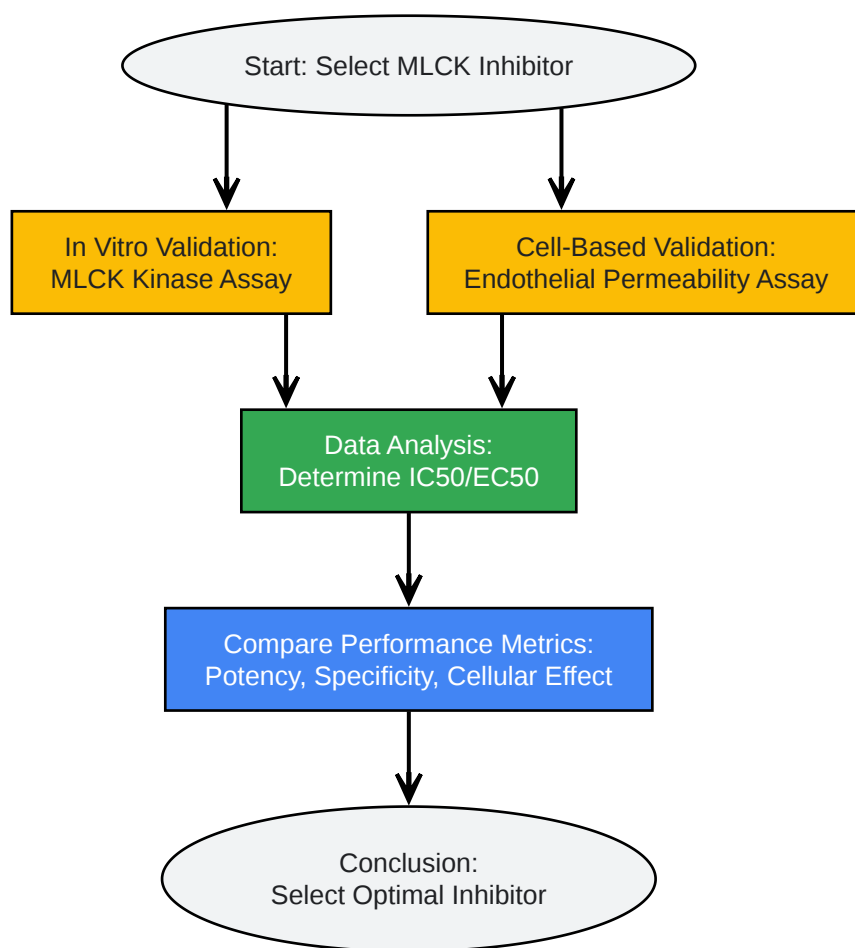 Start: Select MLCK Inhibitor
In Vitro Validation:
MLCK Kinase Assay
Cell-Based Validation:
Endothelial Permeability Assay
Data Analysis:
Determine IC50/EC50
Compare Performance Metrics:
Potency, Specificity, Cellular Effect
Conclusion:
Select Optimal Inhibitor